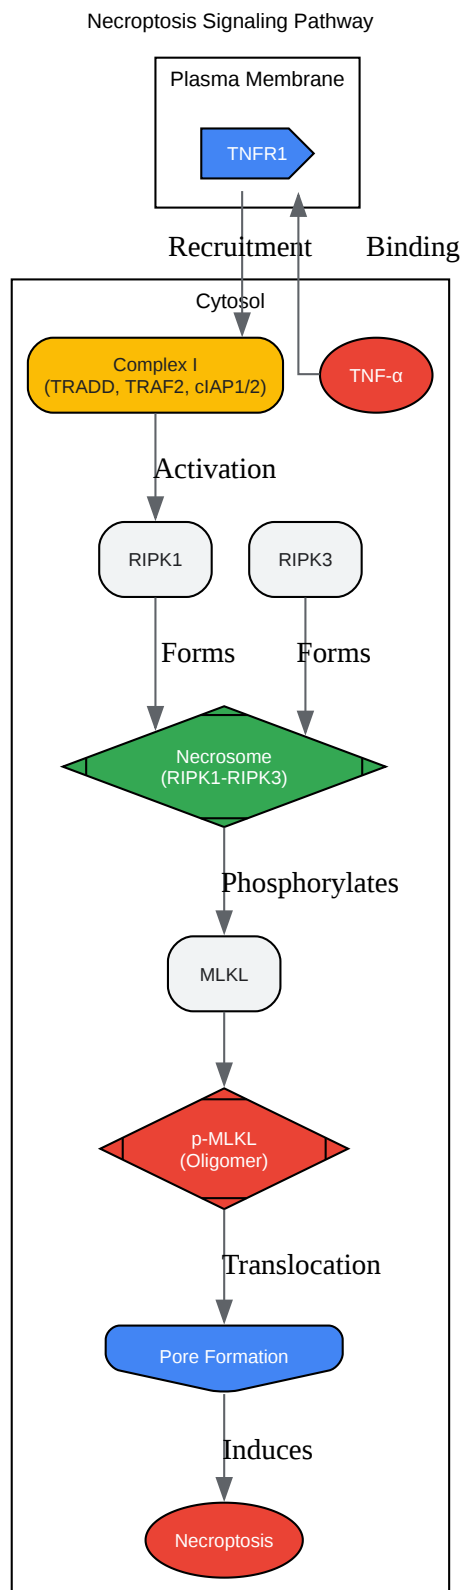 Necroptosis Signaling Pathway
Plasma Membrane
TNFR1
Recruitment
Binding
Cytosol
Complex I
(TRADD, TRAF2, cIAP1/2)
TNF-α
Activation
RIPK1
RIPK3
Forms
Forms
Necrosome
(RIPK1-RIPK3)
Phosphorylates
MLKL
p-MLKL
(Oligomer)
Translocation
Pore Formation
Induces
Necroptosis